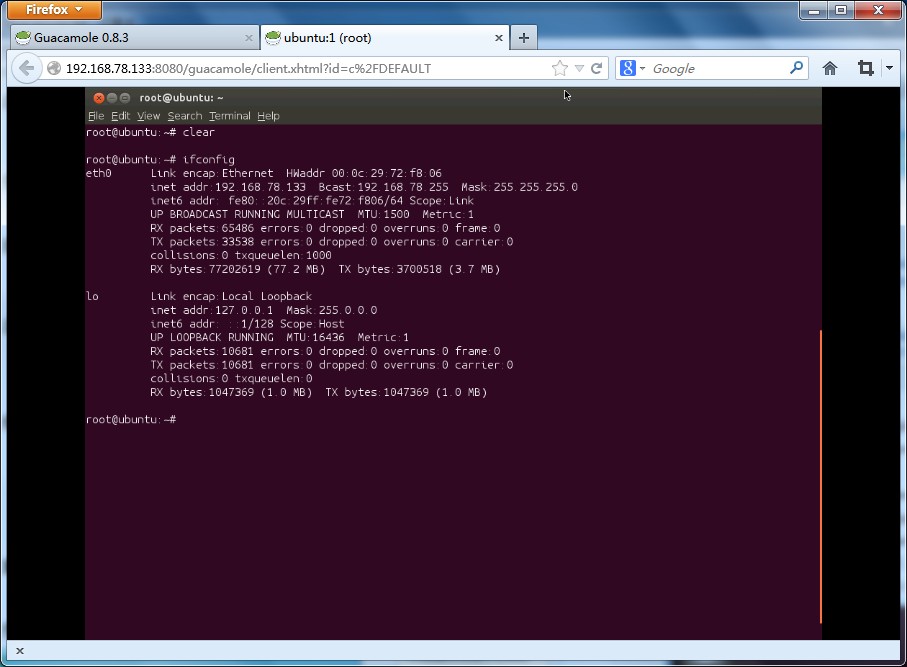 Firefox
Guacamole 0.8.3
ubuntu:1 (root)
192.168.78.133:8080/guacamole/client.xhtml?id=c%2FDEFAULT
Google
root@ubuntu: ~
File Edit View Search Terminal Help
root@ubuntu:~# clear
root@ubuntu:~# ifconfig
eth0 Link encap:Ethernet HWaddr 00:0c:29:72:f8:06
inet addr:192.168.78.133 Bcast:192.168.78.255 Mask:255.255.255.0
inet6 addr: fe80::20c:29ff:fe72:f806/64 Scope:Link
UP BROADCAST RUNNING MULTICAST MTU:1500 Metric:1
RX packets:65486 errors:0 dropped:0 overruns:0 frame:0
TX packets:33538 errors:0 dropped:0 overruns:0 carrier:0
collisions:0 txqueuelen:1000
RX bytes:77202619 (77.2 MB) TX bytes:3700518 (3.7 MB)
lo Link encap:Local Loopback
inet addr:127.0.0.1 Mask:255.0.0.0
inet6 addr: ::1/128 Scope:Host
UP LOOPBACK RUNNING MTU:16436 Metric:1
RX packets:10681 errors:0 dropped:0 overruns:0 frame:0
TX packets:10681 errors:0 dropped:0 overruns:0 carrier:0
collisions:0 txqueuelen:0
RX bytes:1047369 (1.0 MB) TX bytes:1047369 (1.0 MB)
root@ubuntu:~#